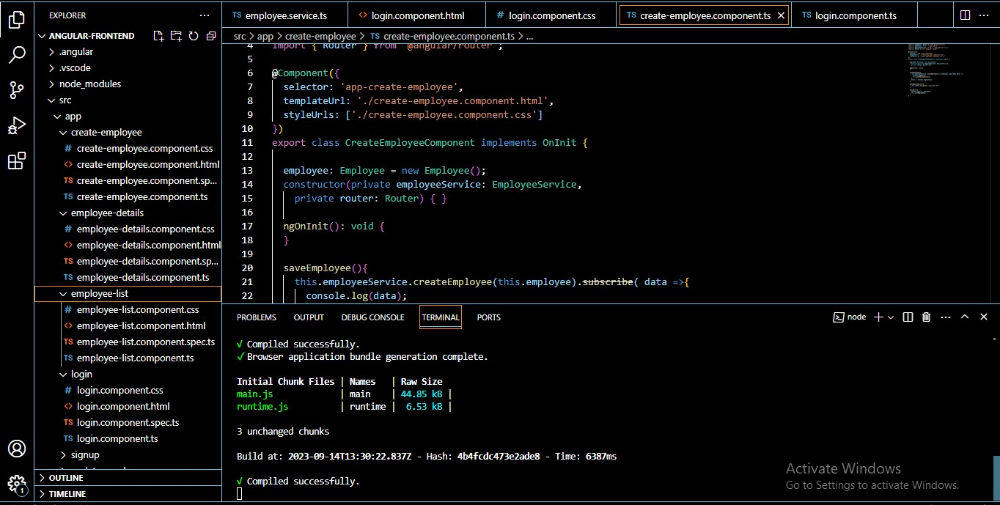 EXPLORER
ANGULAR-FRONTEND
.angular
.vscode
node_modules
src
app
create-employee
create-employee.component.css
create-employee.component.html
create-employee.component.sp...
create-employee.component.ts
employee-details
employee-details.component.css
employee-details.component.html
employee-details.component.sp...
employee-details.component.ts
employee-list
employee-list.component.css
employee-list.component.html
employee-list.component.spec.ts
employee-list.component.ts
login
login.component.css
login.component.html
login.component.spec.ts
login.component.ts
signup
OUTLINE
TIMELINE
1
TS employee.service.ts <> login.component.html # login.component.css TS create-employee.component.ts × TS login.component.ts
src > app > create-employee > TS create-employee.component.ts > ...
4 import { Router } from '@angular/router';
5
6 @Component({
7 selector: 'app-create-employee',
8 templateUrl: './create-employee.component.html',
9 styleUrls: ['./create-employee.component.css']
10 })
11 export class CreateEmployeeComponent implements OnInit {
12
13 employee: Employee = new Employee();
14 constructor(private employeeService: EmployeeService,
15 private router: Router) { }
16
17 ngOnInit(): void {
18 }
19
20 saveEmployee(){
21 this.employeeService.createEmployee(this.employee).subscribe( data =>{
22 console.log(data);
PROBLEMS OUTPUT DEBUG CONSOLE TERMINAL PORTS node
√ Compiled successfully.
✓ Browser application bundle generation complete.
Initial Chunk Files | Names | Raw Size
main.js | main | 44.85 kB |
runtime.js | runtime | 6.53 kB |
3 unchanged chunks
Build at: 2023-09-14T13:30:22.837Z - Hash: 4b4fcdc473e2ade8 - Time: 6387ms
√ Compiled successfully.
Activate Windows
Go to Settings to activate Windows.